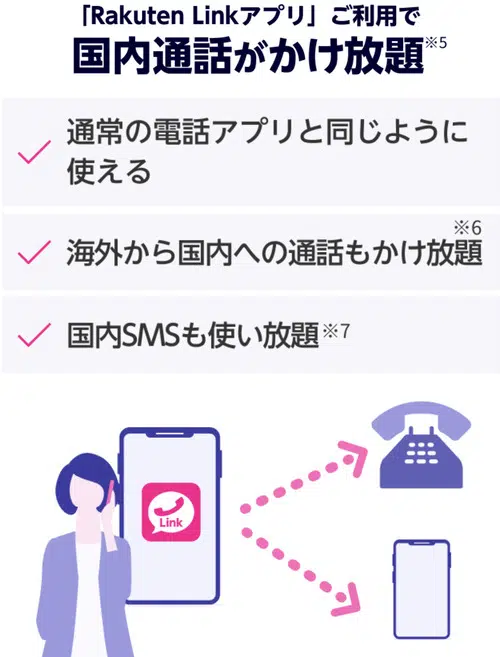 「Rakuten Linkアプリ」ご利用で
国内通話がかけ放題※5
通常の電話アプリと同じように
使える
※6
海外から国内への通話もかけ放題
国内SMSも使い放題※7
Link